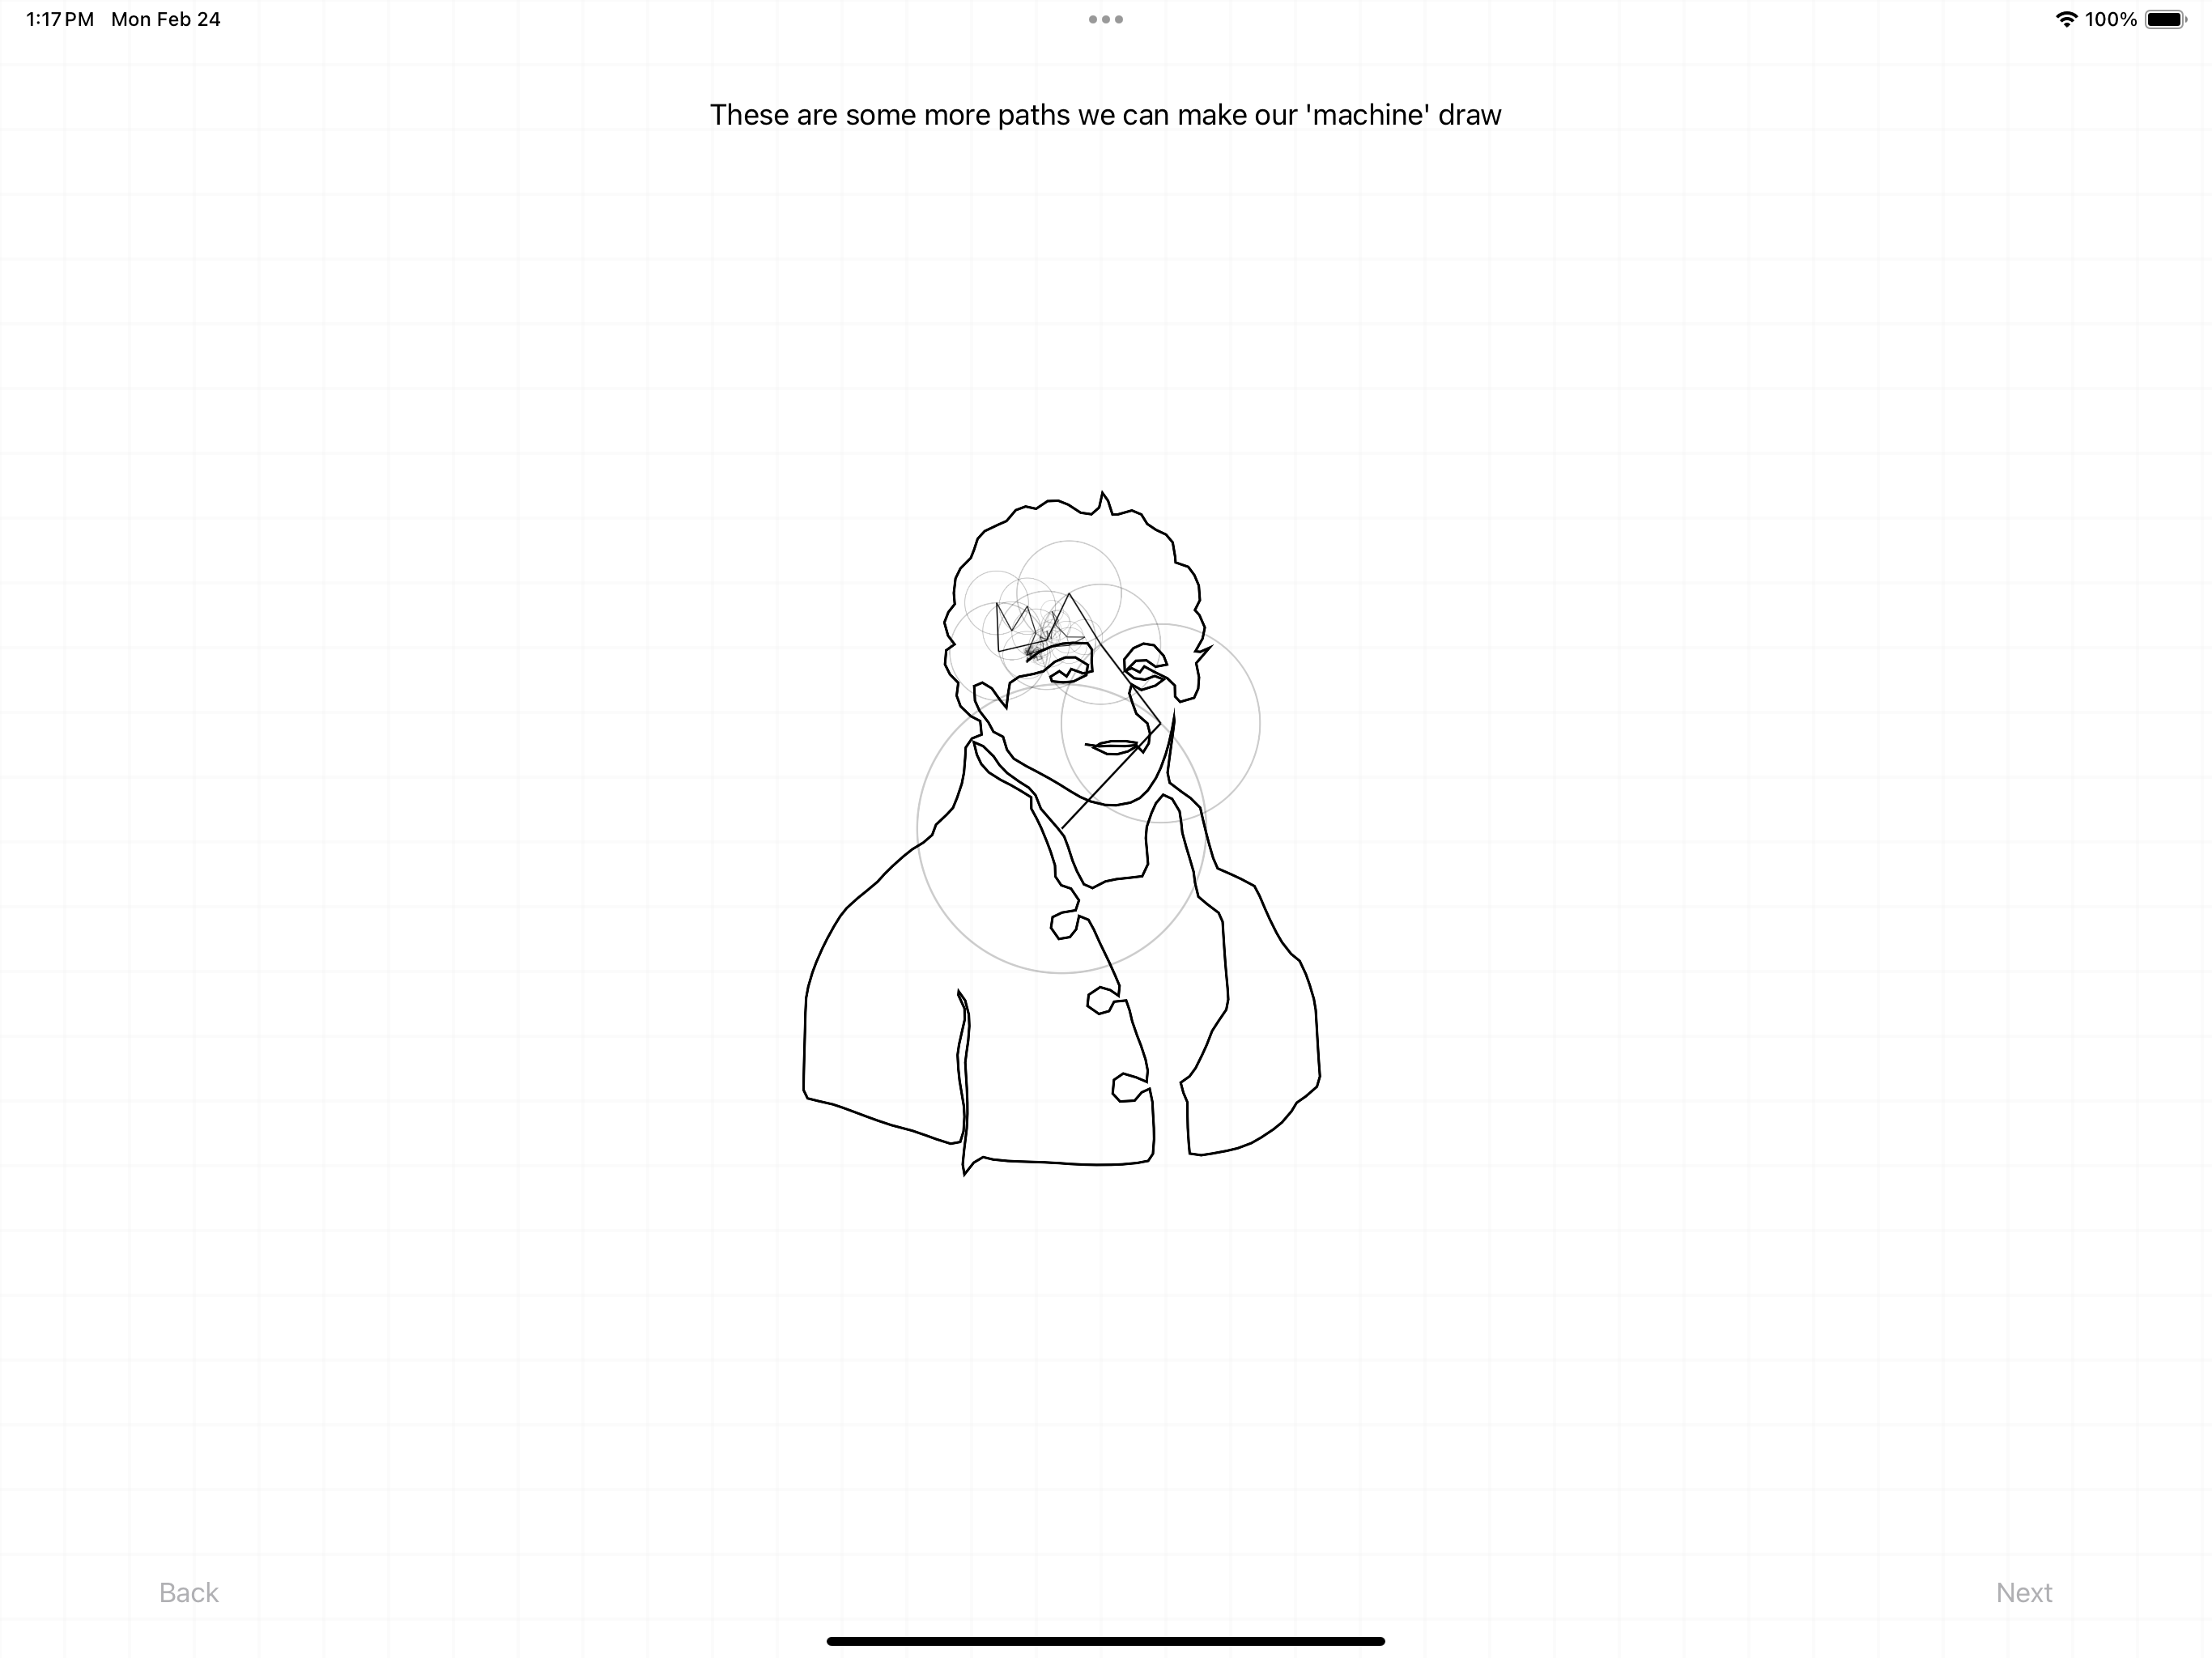 1:17 PM Mon Feb 24
100%
These are some more paths we can make our 'machine' draw
Back
Next